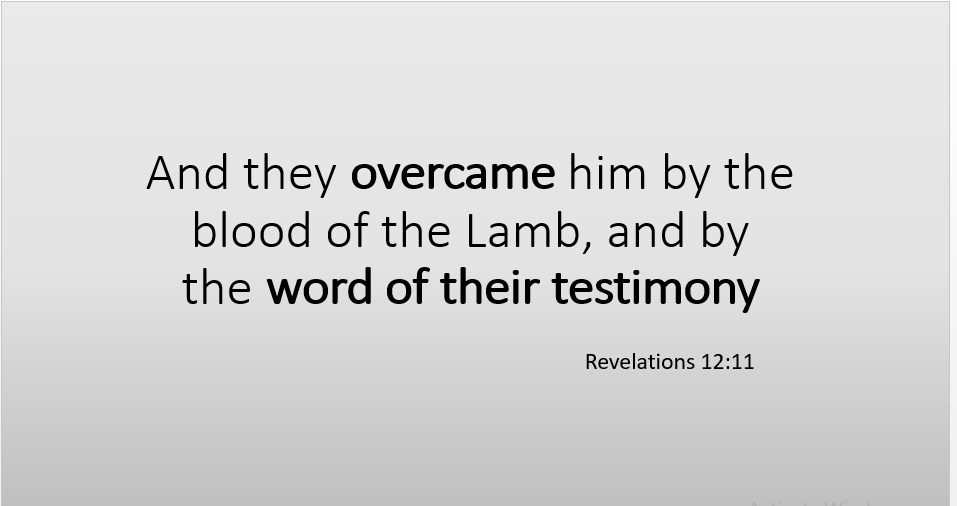 And they overcame him by the
blood of the Lamb, and by
the word of their testimony
Revelations 12:11